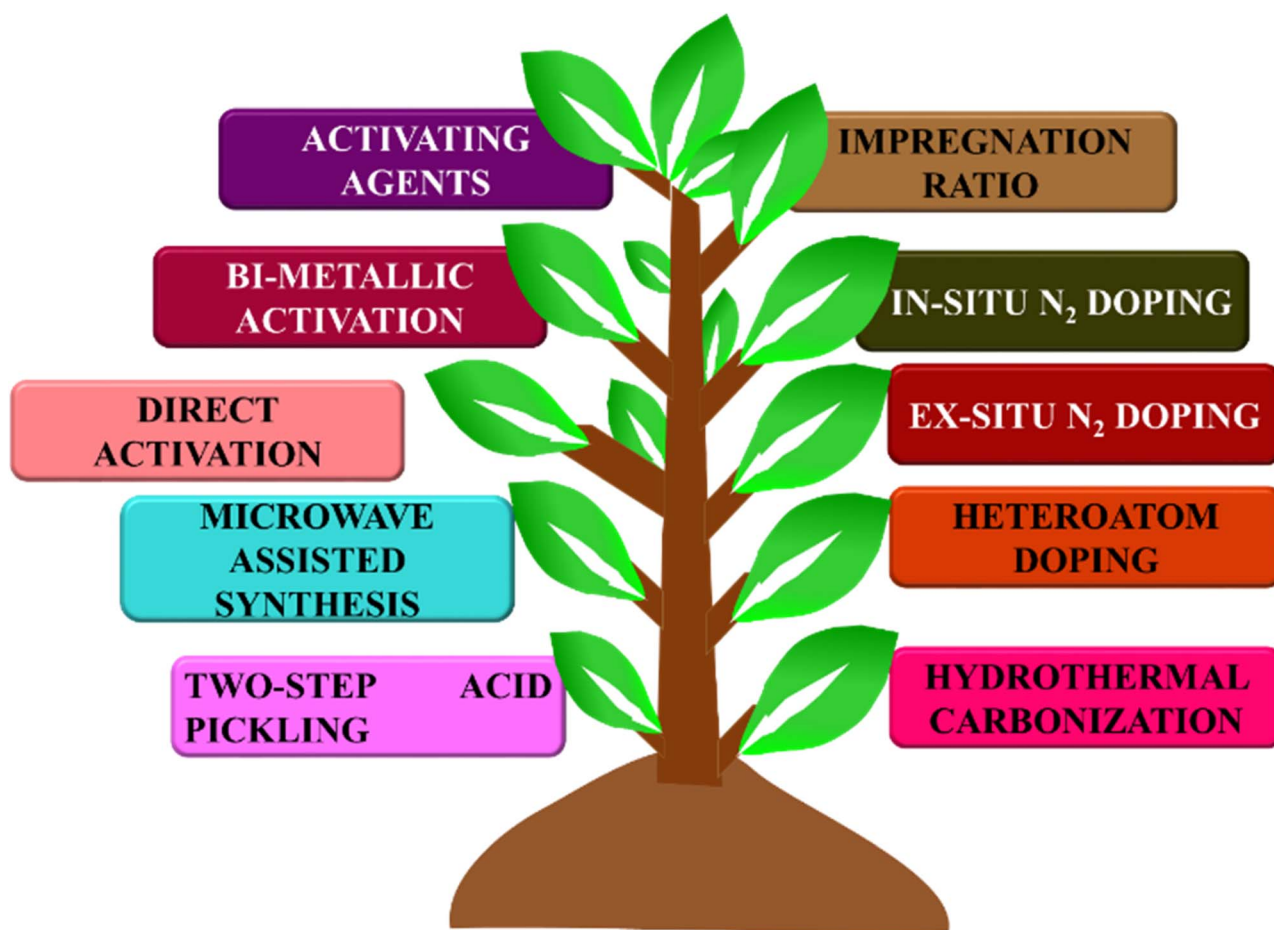 ACTIVATING
AGENTS
IMPREGNATION
RATIO
BI-METALLIC
ACTIVATION
IN-SITU N₂ DOPING
DIRECT
ACTIVATION
EX-SITU N₂ DOPING
MICROWAVE
ASSISTED
SYNTHESIS
HETEROATOM
DOPING
TWO-STEP ACID
PICKLING
HYDROTHERMAL
CARBONIZATION